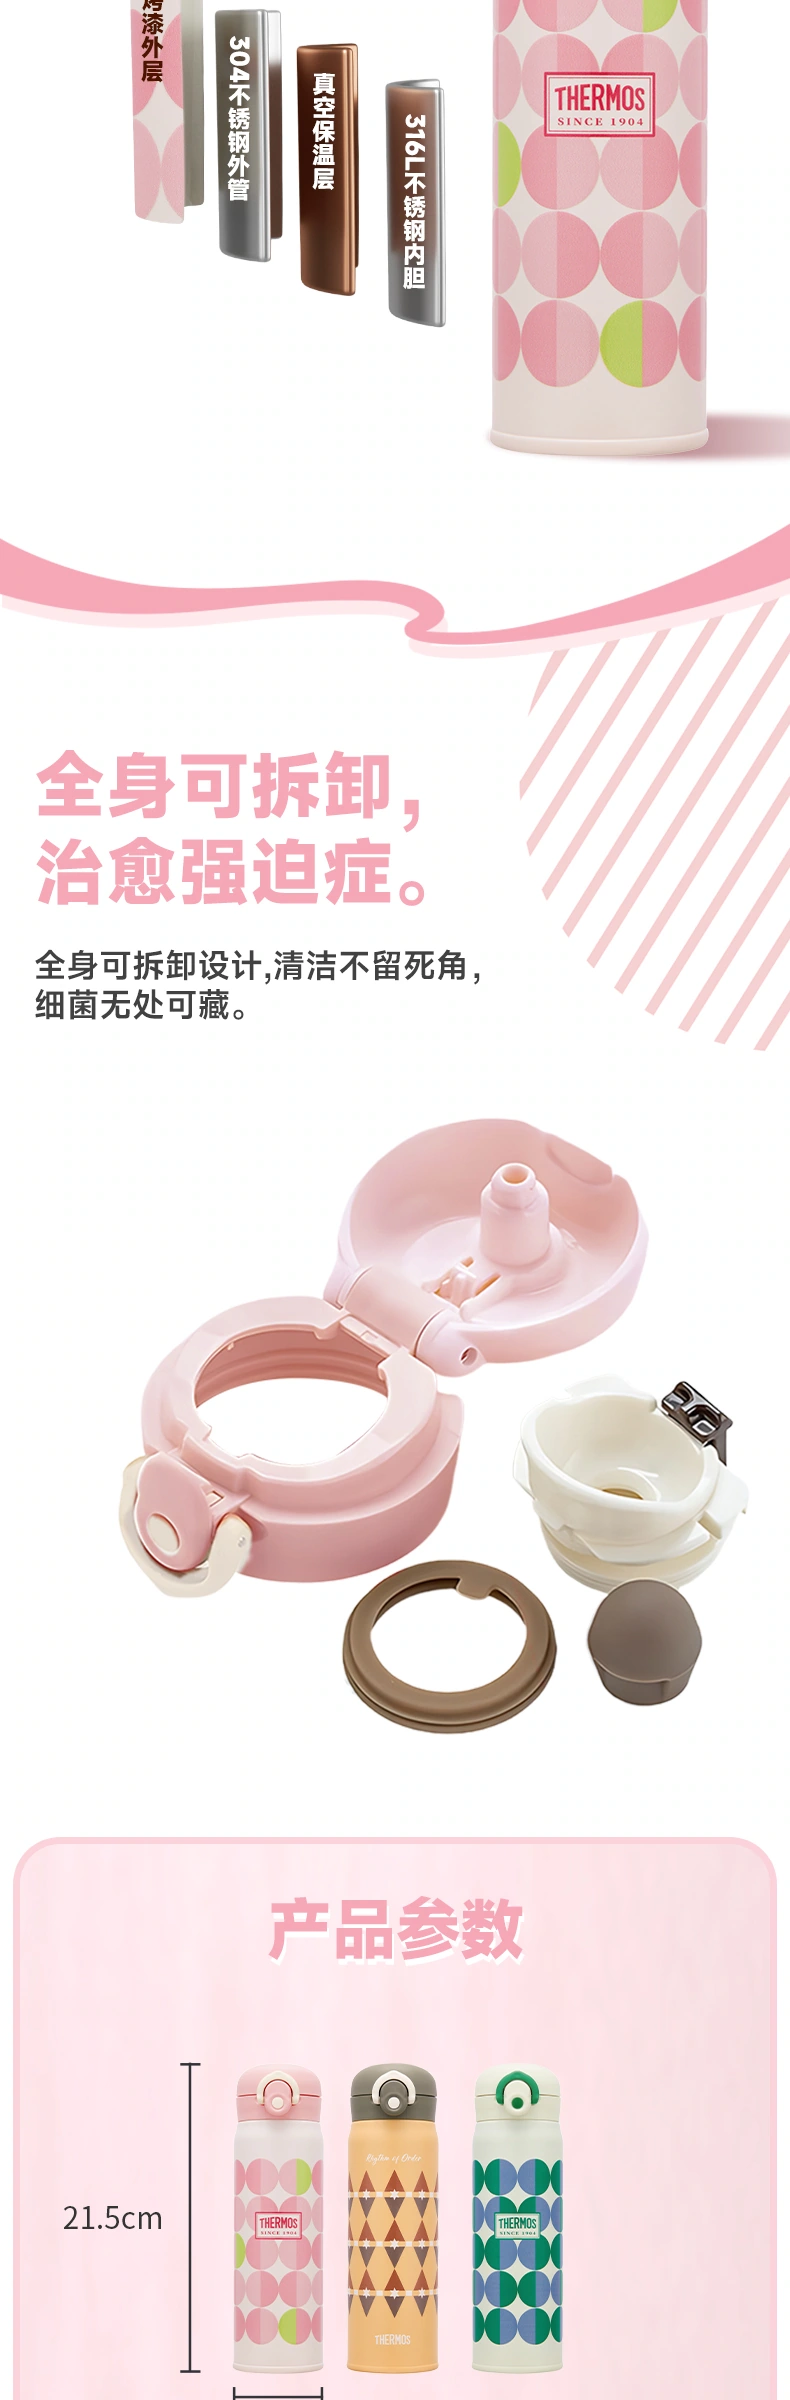 漆外层
304不锈钢外管
真空保温层
316L不锈钢内胆
THERMOS
SINCE 1904
全身可拆卸，
治愈强迫症。
全身可拆卸设计,清洁不留死角，
细菌无处可藏。
产品参数
21.5cm
THERMOS
SINCE 1904
Rhythm of Order
THERMOS
THERMOS
SINCE 1904